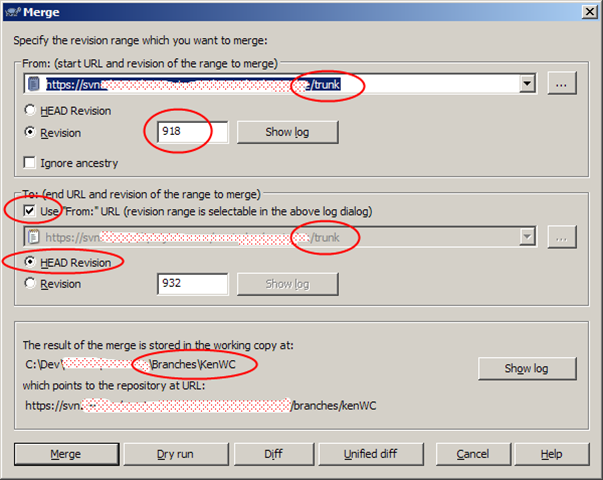 Merge
Specify the revision range which you want to merge:
From: (start URL and revision of the range to merge)
https://svn. /trunk
...
HEAD Revision
Revision
918
Show log
Ignore ancestry
To: (end URL and revision of the range to merge)
Use "From:" URL (revision range is selectable in the above log dialog)
https://svn. /trunk
...
HEAD Revision
Revision
932
Show log
The result of the merge is stored in the working copy at:
C:\Dev\ \Branches\KenWC
Show log
which points to the repository at URL:
https://svn. /branches/kenWC
Merge
Dry run
Diff
Unified diff
Cancel
Help